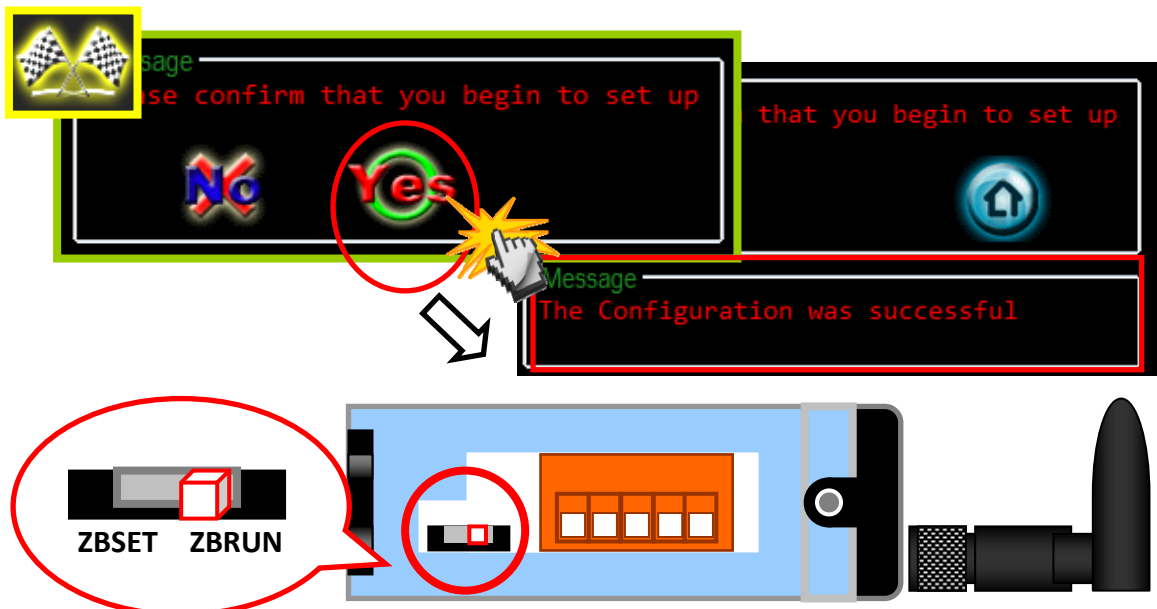 sage
se confirm that you begin to set up
No
Yes
that you begin to set up
Message
The Configuration was successful
ZBSET ZBRUN